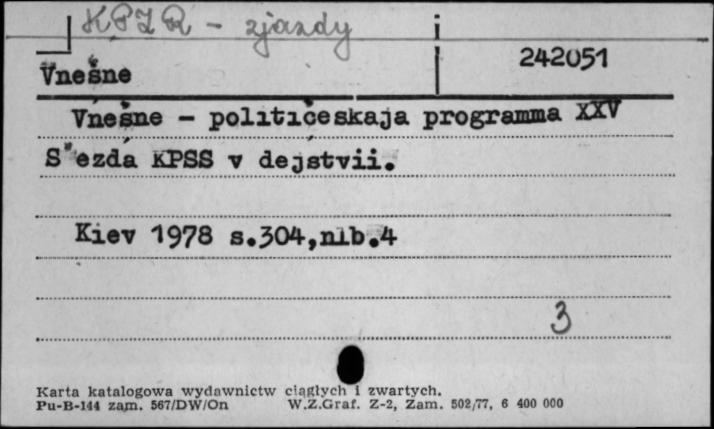 KPZR - zjazdy
242051
Vnešne
Vnešne - političeskaja programma XXV
S"ezda KPSS v dejstvii.
Kiev 1978 s.304,nlb.4
3
Karta katalogowa wydawnictw ciągłych i zwartych.
Pu-B-144 zam. 567/DW/On W.Z.Graf. Z-2, Zam. 502/77, 6 400 000